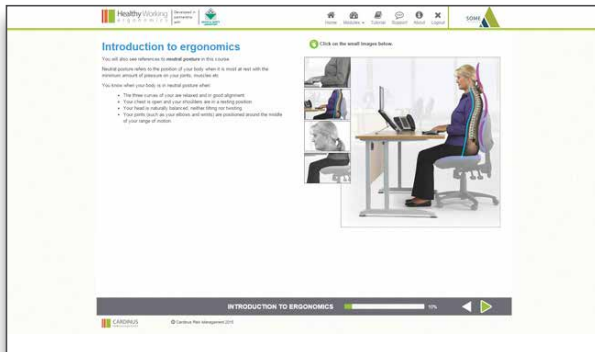 HealthyWorking
ergonomics
Developed in
partnership
with
Home Modules Tutorial Support About Logout
SOME
Introduction to ergonomics
Click on the small images below.
You will also see references to neutral posture in this course.
Neutral posture refers to the position of your body when it is most at rest with the
minimum amount of pressure on your joints, muscles etc.
You know when your body is in neutral posture when:
The three curves of your are relaxed and in good alignment
Your chest is open and your shoulders are in a resting position
Your head is naturally balanced, neither tilting nor twisting
Your joints (such as your elbows and wrists) are positioned around the middle
of your range of motion.
INTRODUCTION TO ERGONOMICS 10%
CARDINUS
© Cardinus Risk Management 2015